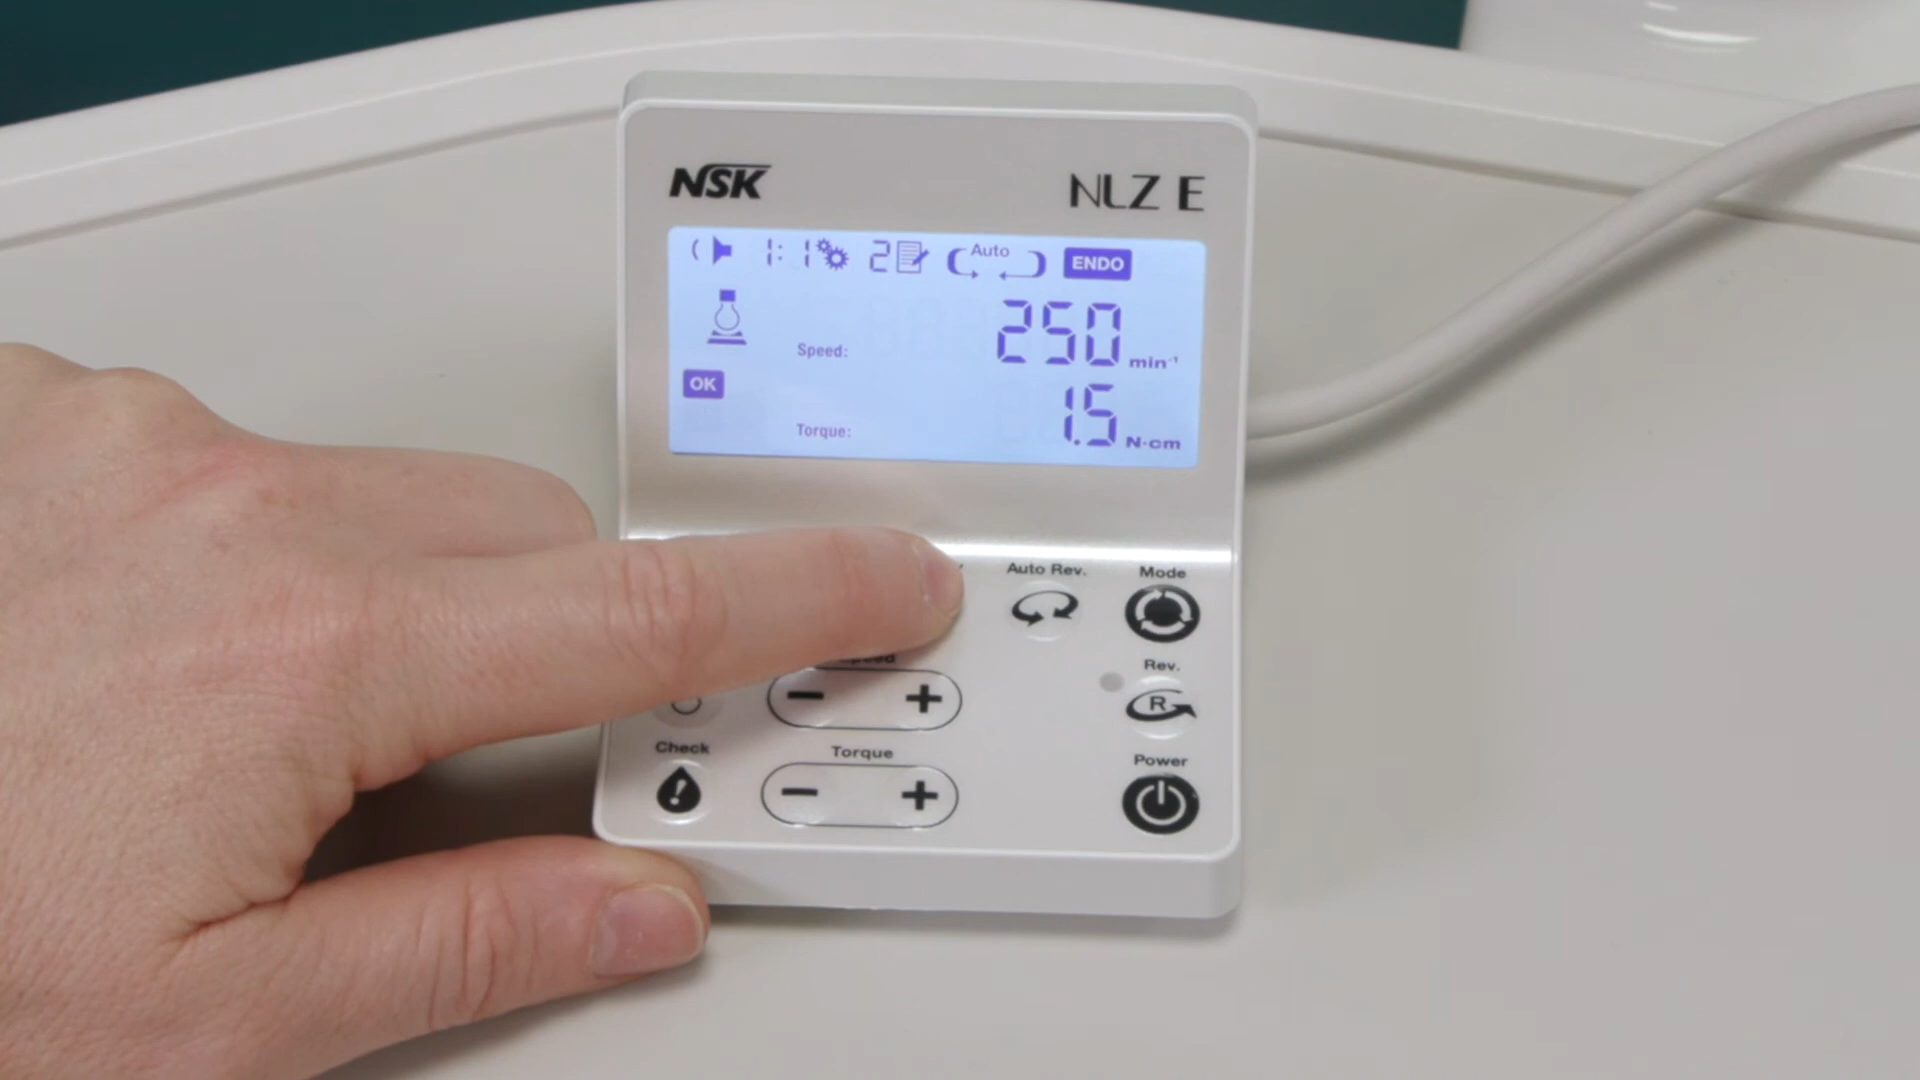 NSK NLZ E
1:1 2 Auto ENDO
Speed: 250 min⁻¹
OK
Torque: 1.5 N·cm
Auto Rev. Mode
Rev.
− + R
Check Torque Power
! − +